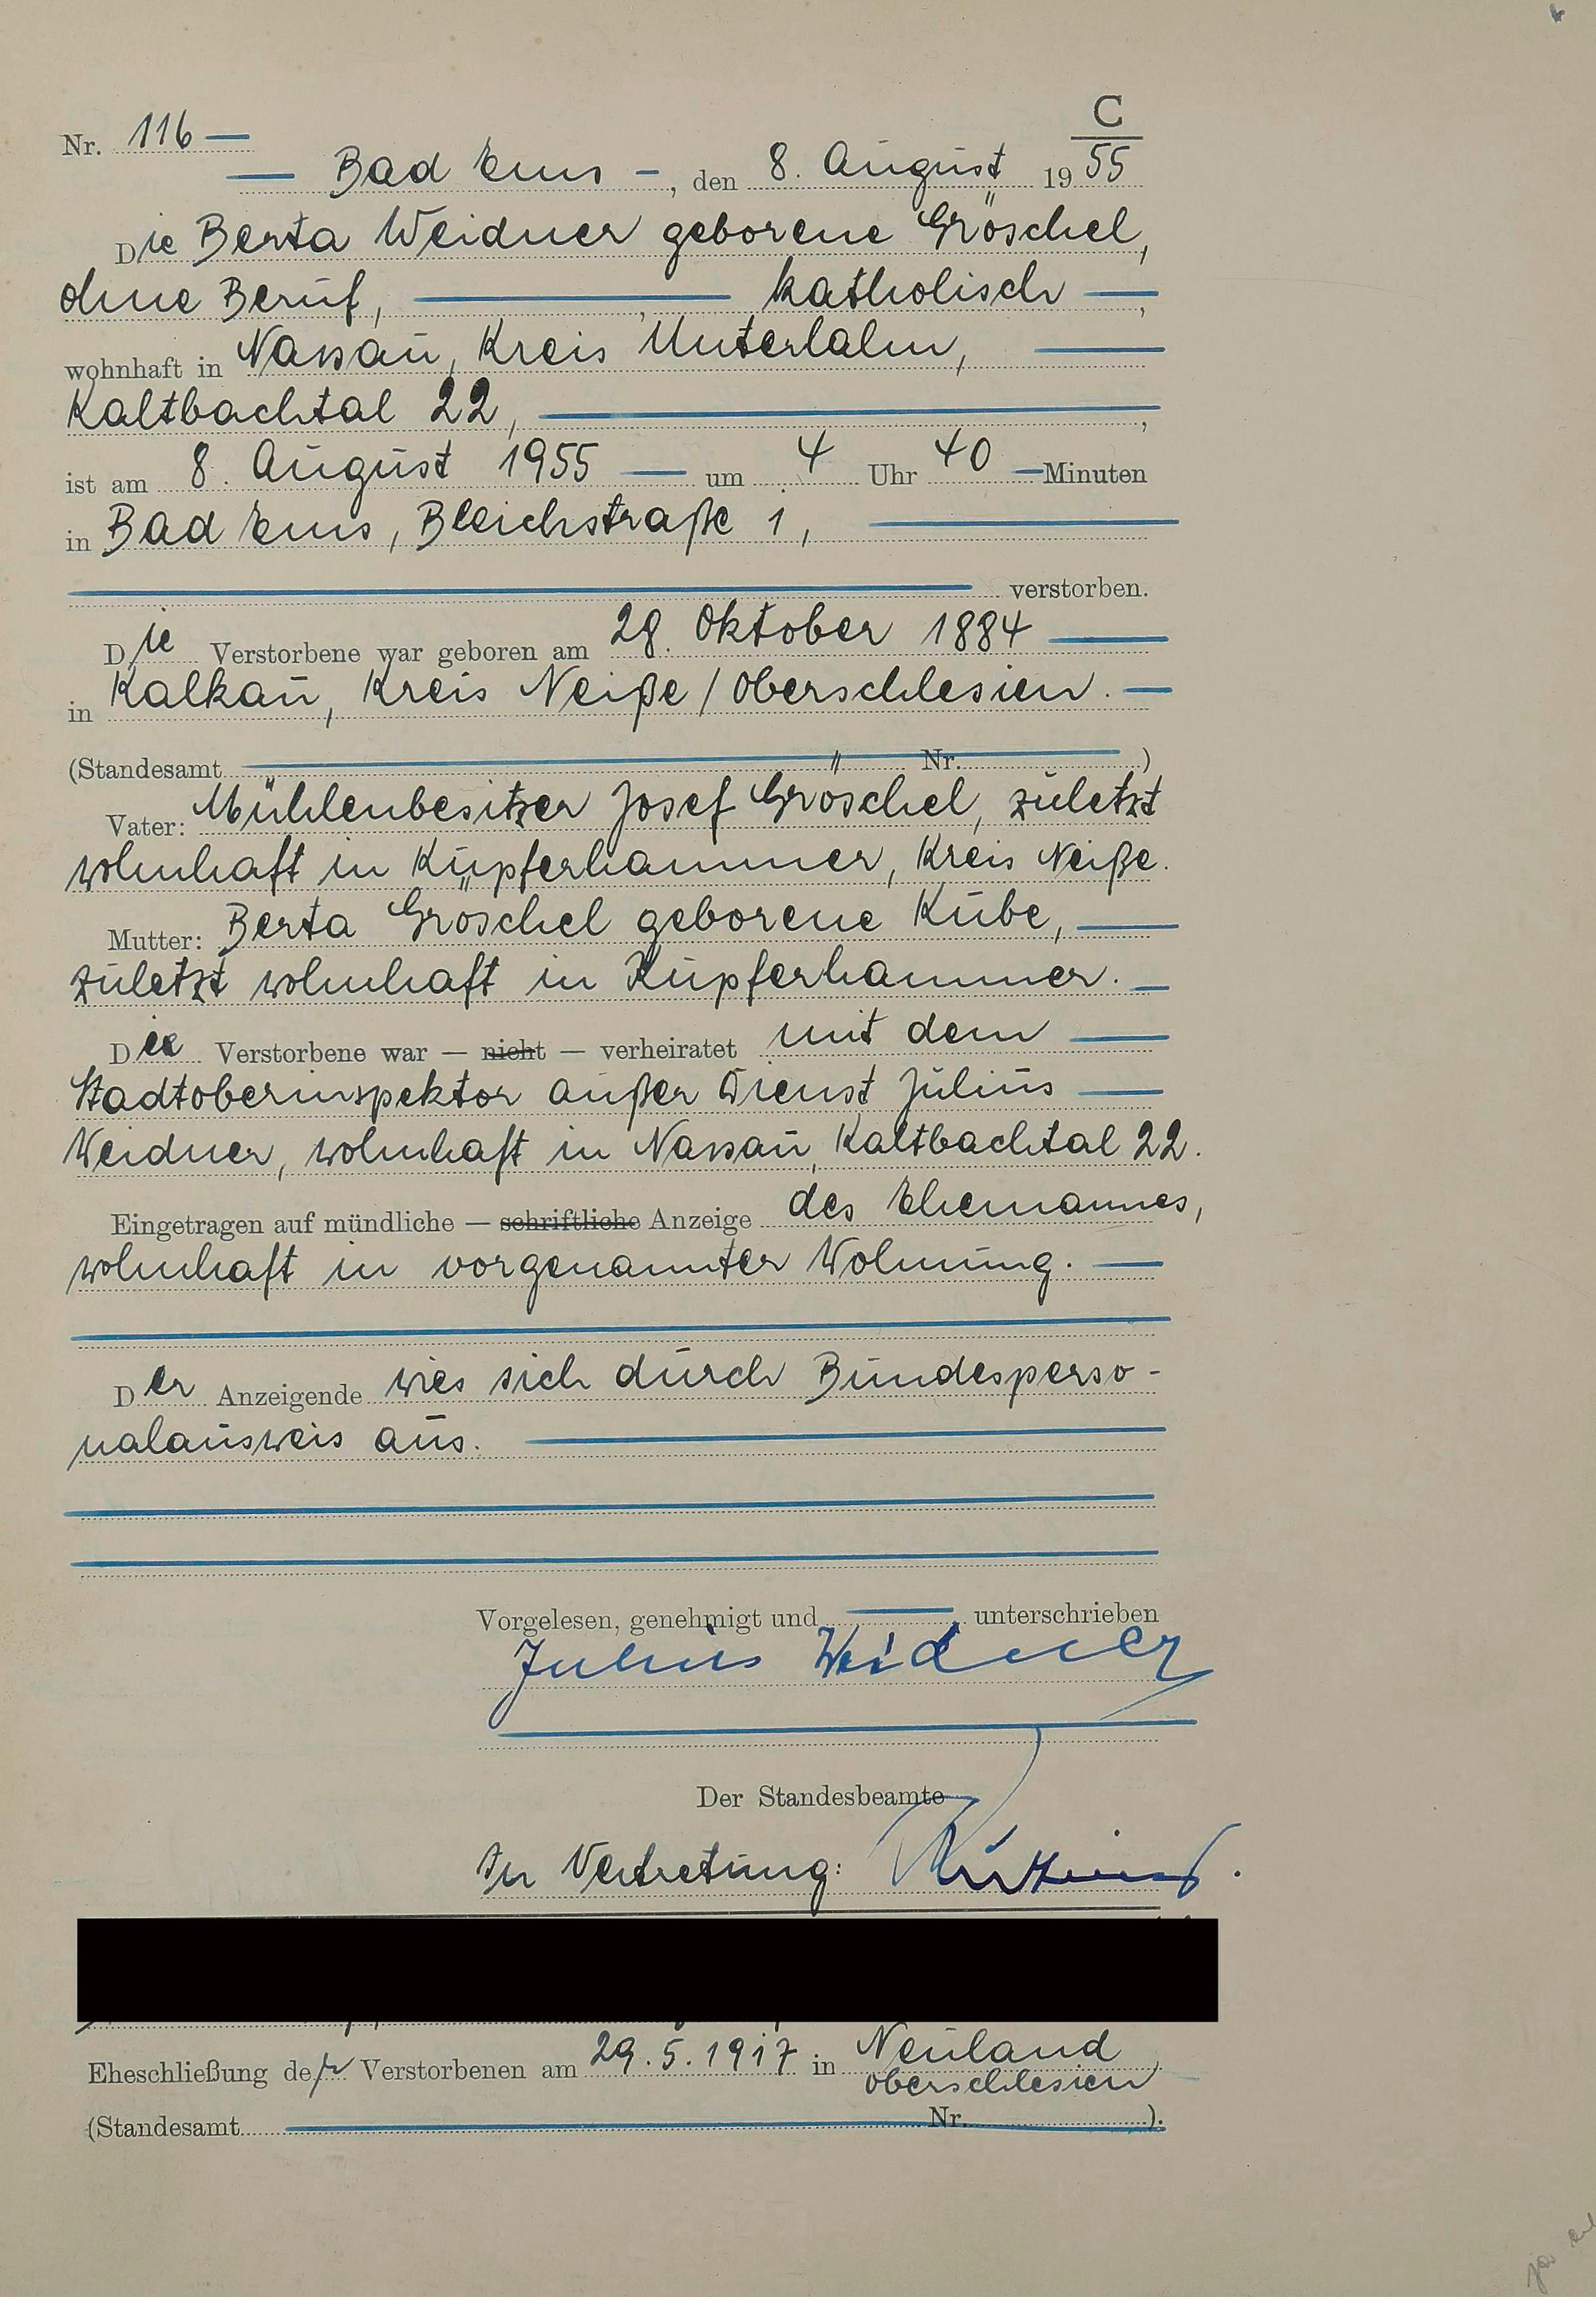 C
Nr. 116
Bad Ems, den 8. August 1955
Die Berta Weidner geborene Gröschel,
ohne Beruf, katholisch,
wohnhaft in Nassau, Kreis Unterlahn,
Kaltbachtal 22,
ist am 8. August 1955 um 4 Uhr 40 Minuten
in Bad Ems, Bleichstraße 1,
verstorben.
Die Verstorbene war geboren am 28. Oktober 1884
in Kalkau, Kreis Neiße / Oberschlesien.
(Standesamt Nr. )
Vater: Mühlenbesitzer Josef Gröschel, zuletzt
wohnhaft in Kupferhammer, Kreis Neiße.
Mutter: Berta Gröschel geborene Kube,
zuletzt wohnhaft in Kupferhammer.
Die Verstorbene war — nicht — verheiratet mit dem
Stadtoberinspektor außer Dienst Julius
Weidner, wohnhaft in Nassau, Kaltbachtal 22.
Eingetragen auf mündliche — schriftliche Anzeige des Ehemannes,
wohnhaft in vorgenannter Wohnung.
Der Anzeigende wies sich durch Bundesperso-
nalausweis aus.
Vorgelesen, genehmigt und unterschrieben
Julius Weidner
Der Standesbeamte
In Vertretung:
Eheschließung der Verstorbenen am 29.5.1917 in Neuland
Oberschlesien
(Standesamt Nr. ).